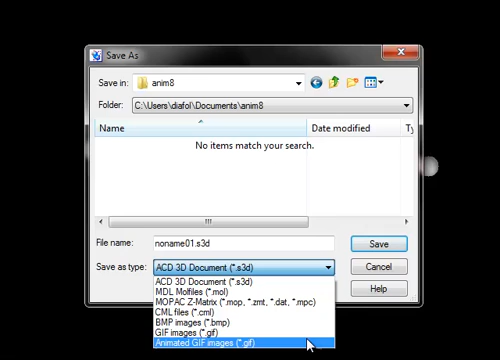 Save As
Save in: anim8
Folder: C:\Users\diafol\Documents\anim8
Name Date modified Ty
No items match your search.
File name: noname01.s3d Save
Save as type: ACD 3D Document (*.s3d) Cancel
ACD 3D Document (*.s3d)
MDL Molfiles (*.mol)
Help
MOPAC Z-Matrix (*.mop, *.zmt, *.dat, *.mpc)
CML files (*.cml)
BMP images (*.bmp)
GIF images (*.gif)
Animated GIF images (*.gif)